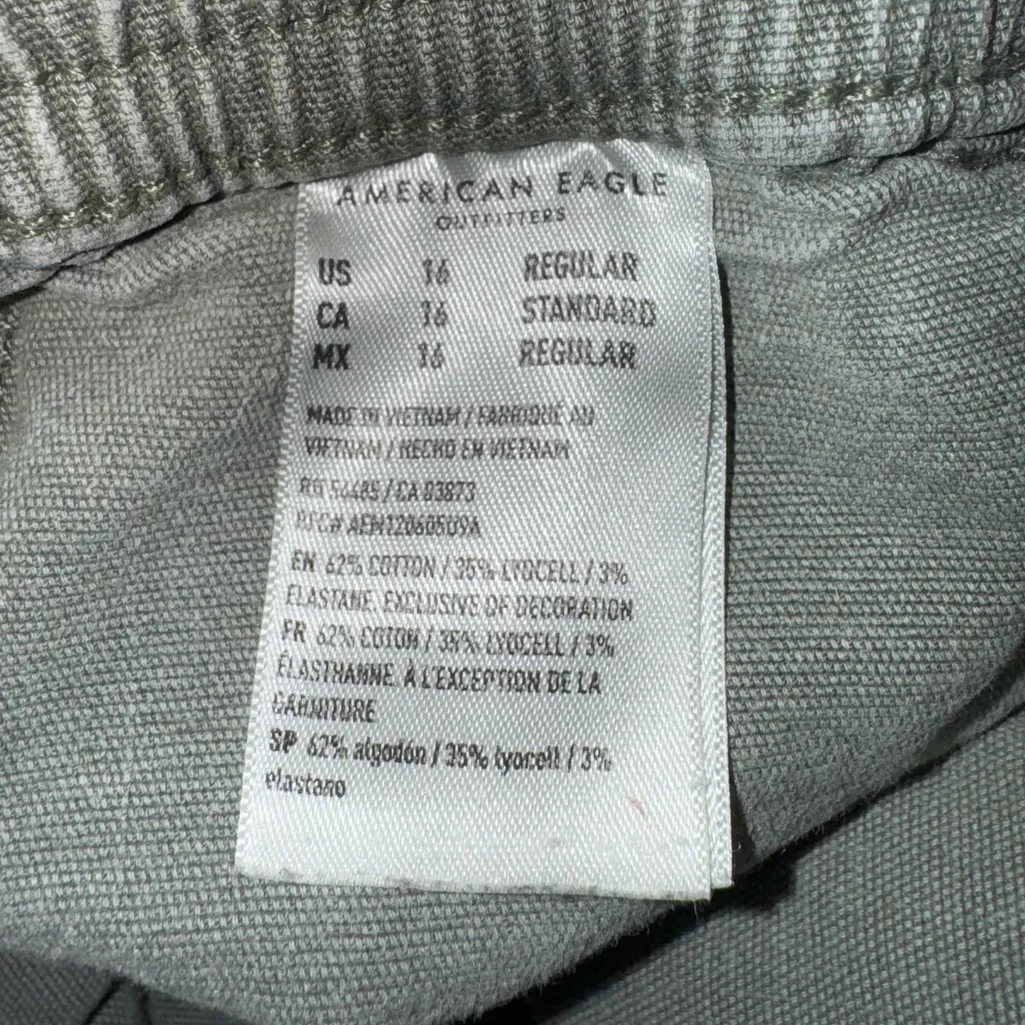 AMERICAN EAGLE
OUTFITTERS
US 16 REGULAR
CA 16 STANDARD
MX 16 REGULAR
MADE IN VIETNAM / FABRIQUÉ AU
VIETNAM / HECHO EN VIETNAM
RN 54485 / CA 03873
EN 62% COTTON / 35% LYOCELL / 3%
ELASTANE. EXCLUSIVE OF DECORATION
FR 62% COTON / 35% LYOCELL / 3%
ÉLASTHANNE. À L'EXCEPTION DE LA
GARNITURE
SP 62% algodón / 35% lyocell / 3%
elastano